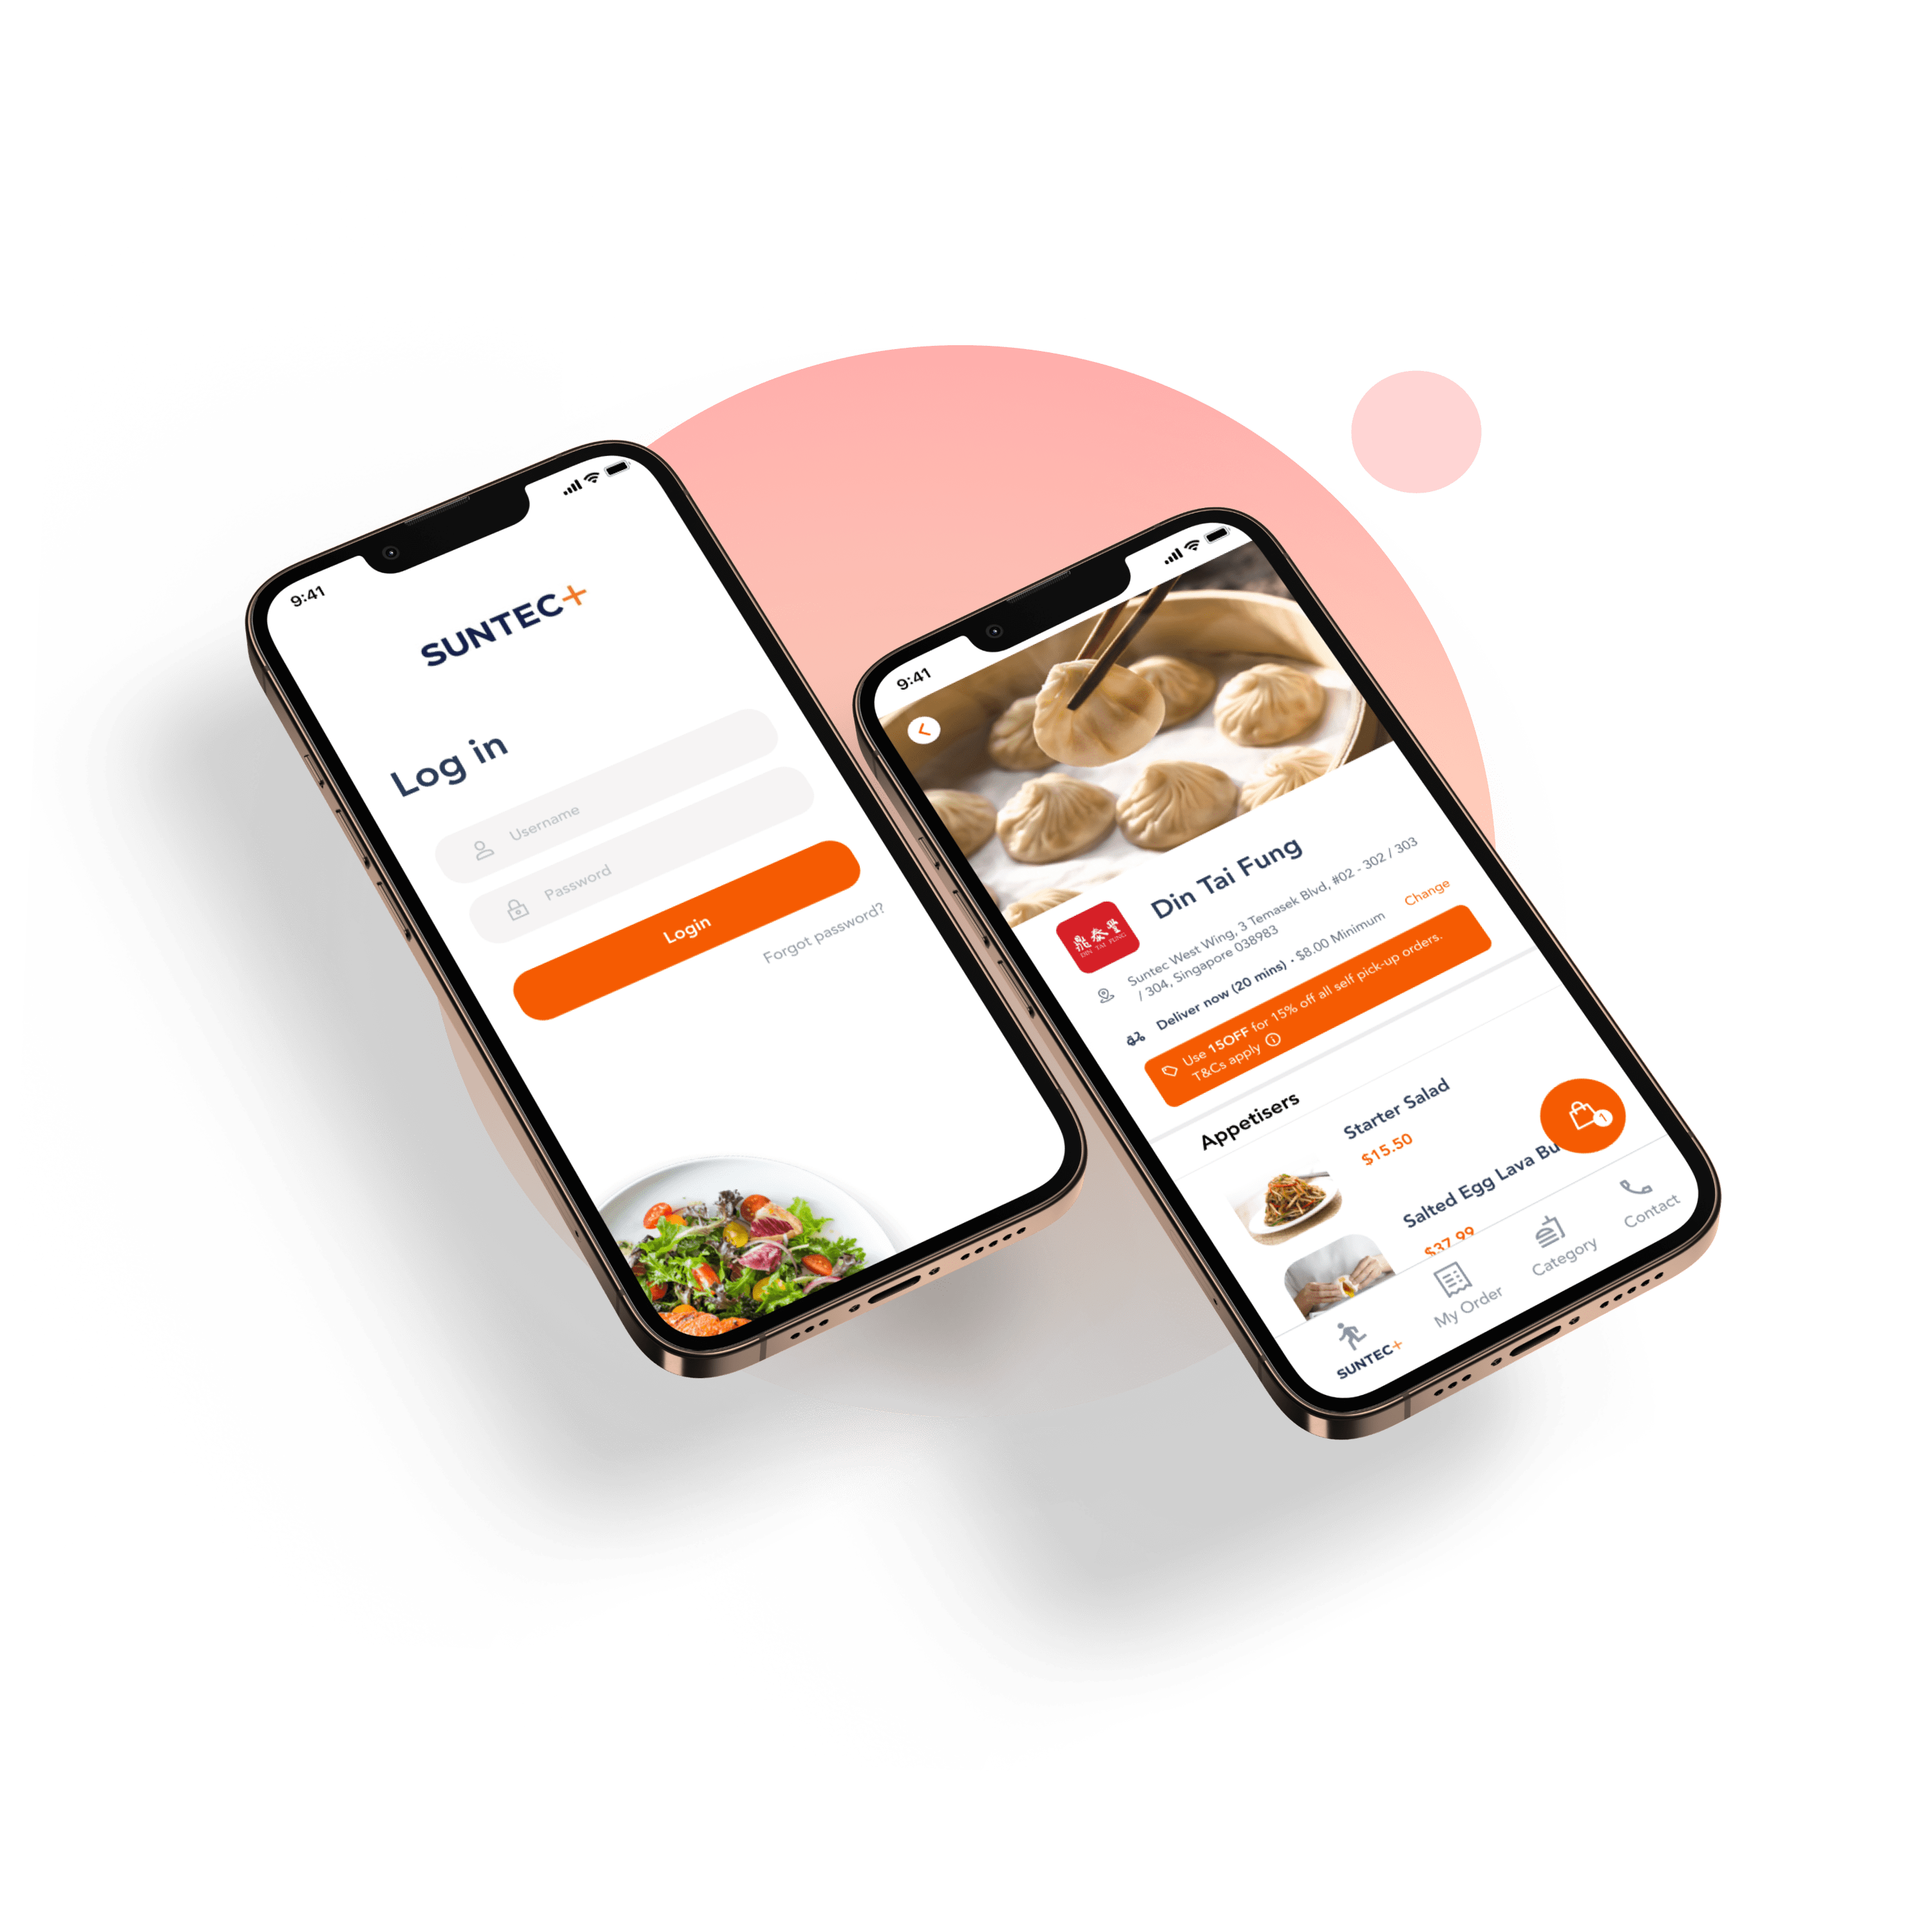 9:41
SUNTEC+
Log in
Username
Password
Login
Forgot password?
9:41
鼎泰豐
DIN TAI FUNG
Din Tai Fung
Suntec West Wing, 3 Temasek Blvd, #02 - 302 / 303
/ 304, Singapore 038983
Deliver now (20 mins) • $8.00 Minimum
Change
Use 15OFF for 15% off all self pick-up orders.
T&Cs apply
Appetisers
Starter Salad
$15.50
Salted Egg Lava Bu
$37.99
1
SUNTEC+
My Order
Category
Contact